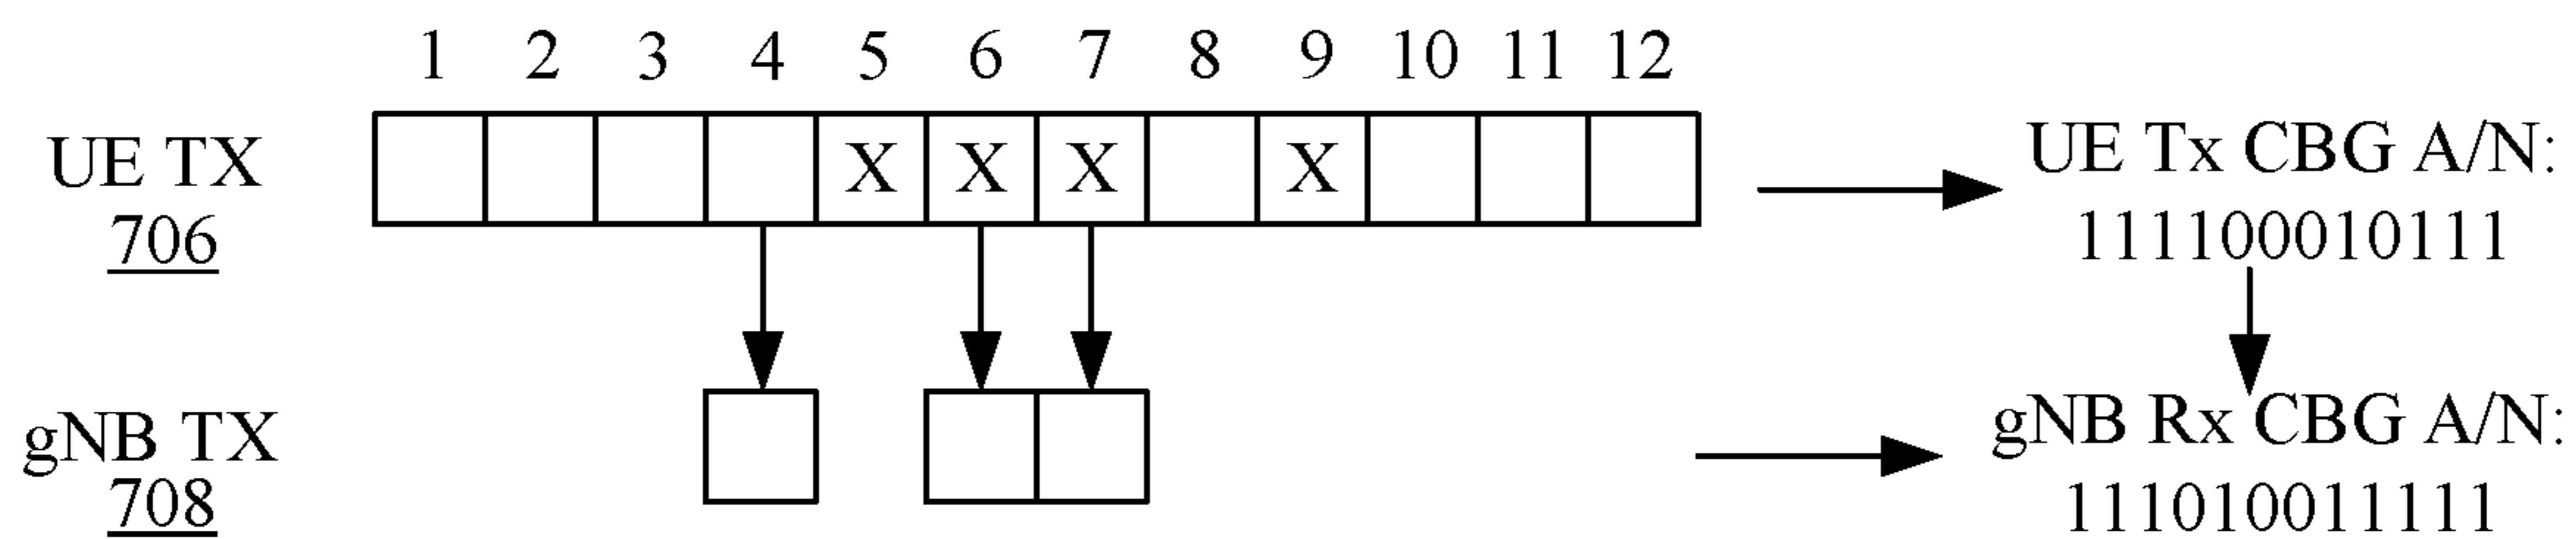 1 2 3 4 5 6 7 8 9 10 11 12
UE TX
706
X X X X
UE Tx CBG A/N:
111100010111
gNB TX
708
gNB Rx CBG A/N:
111010011111